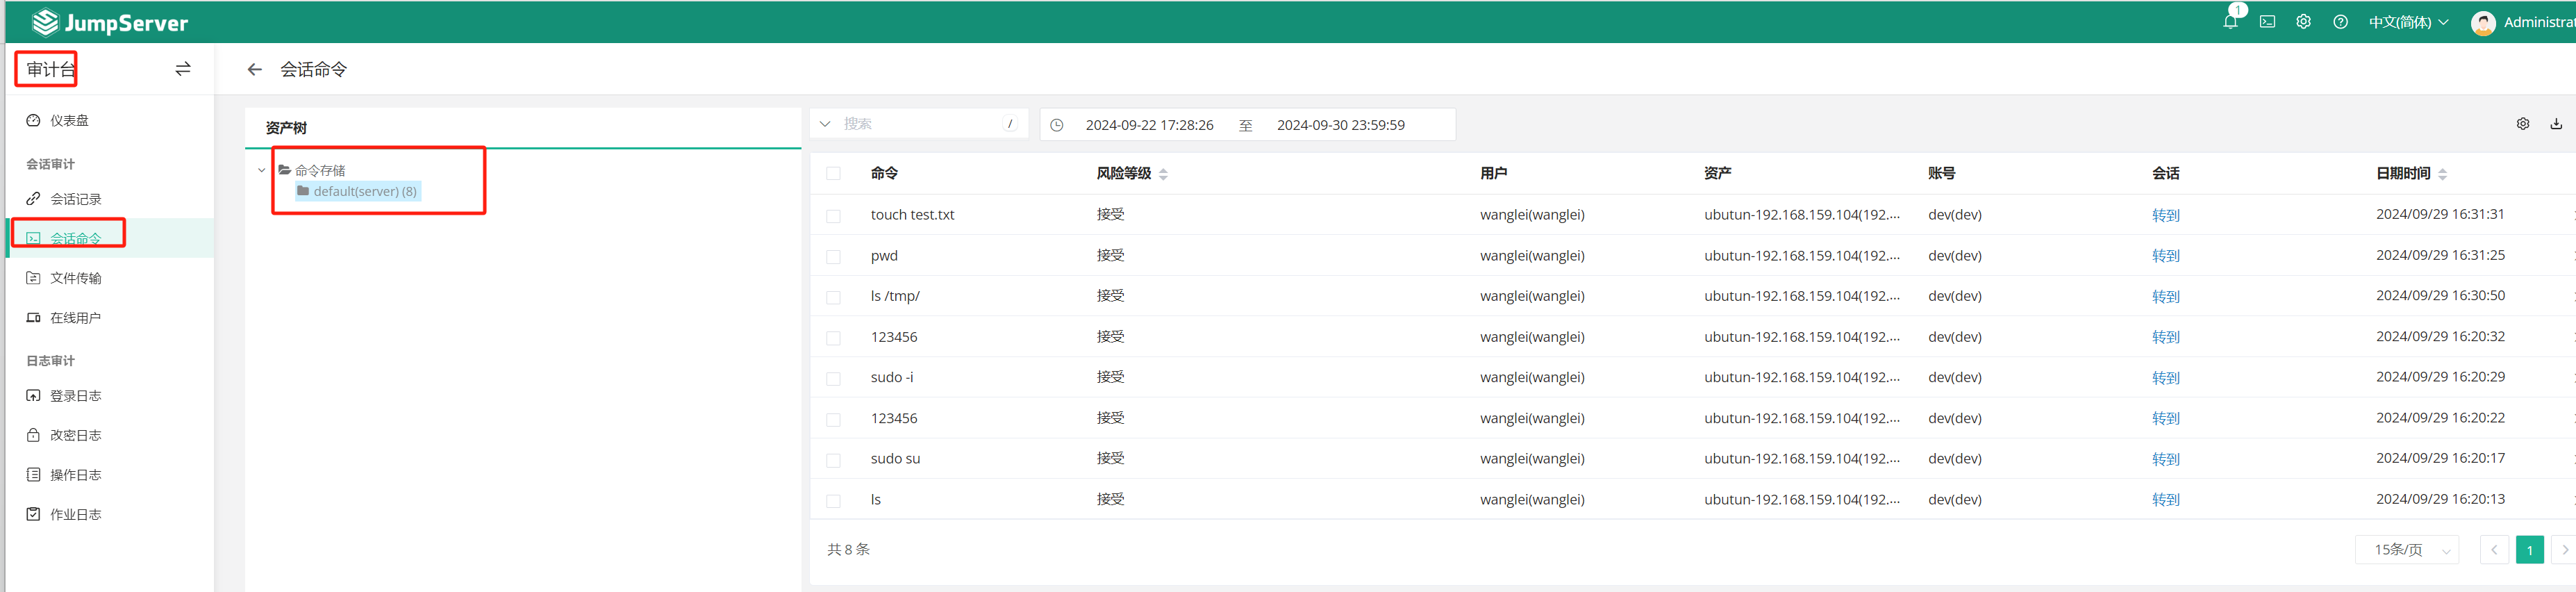 JumpServer
1
中文(简体)
Administrat
审计台
会话命令
仪表盘
会话审计
会话记录
会话命令
文件传输
在线用户
日志审计
登录日志
改密日志
操作日志
作业日志
资产树
命令存储
default(server) (8)
搜索 /
2024-09-22 17:28:26 至 2024-09-30 23:59:59
命令 风险等级 用户 资产 账号 会话 日期时间
touch test.txt 接受 wanglei(wanglei) ubutun-192.168.159.104(192.... dev(dev) 转到 2024/09/29 16:31:31
pwd 接受 wanglei(wanglei) ubutun-192.168.159.104(192.... dev(dev) 转到 2024/09/29 16:31:25
ls /tmp/ 接受 wanglei(wanglei) ubutun-192.168.159.104(192.... dev(dev) 转到 2024/09/29 16:30:50
123456 接受 wanglei(wanglei) ubutun-192.168.159.104(192.... dev(dev) 转到 2024/09/29 16:20:32
sudo -i 接受 wanglei(wanglei) ubutun-192.168.159.104(192.... dev(dev) 转到 2024/09/29 16:20:29
123456 接受 wanglei(wanglei) ubutun-192.168.159.104(192.... dev(dev) 转到 2024/09/29 16:20:22
sudo su 接受 wanglei(wanglei) ubutun-192.168.159.104(192.... dev(dev) 转到 2024/09/29 16:20:17
ls 接受 wanglei(wanglei) ubutun-192.168.159.104(192.... dev(dev) 转到 2024/09/29 16:20:13
共 8 条
15条/页
1